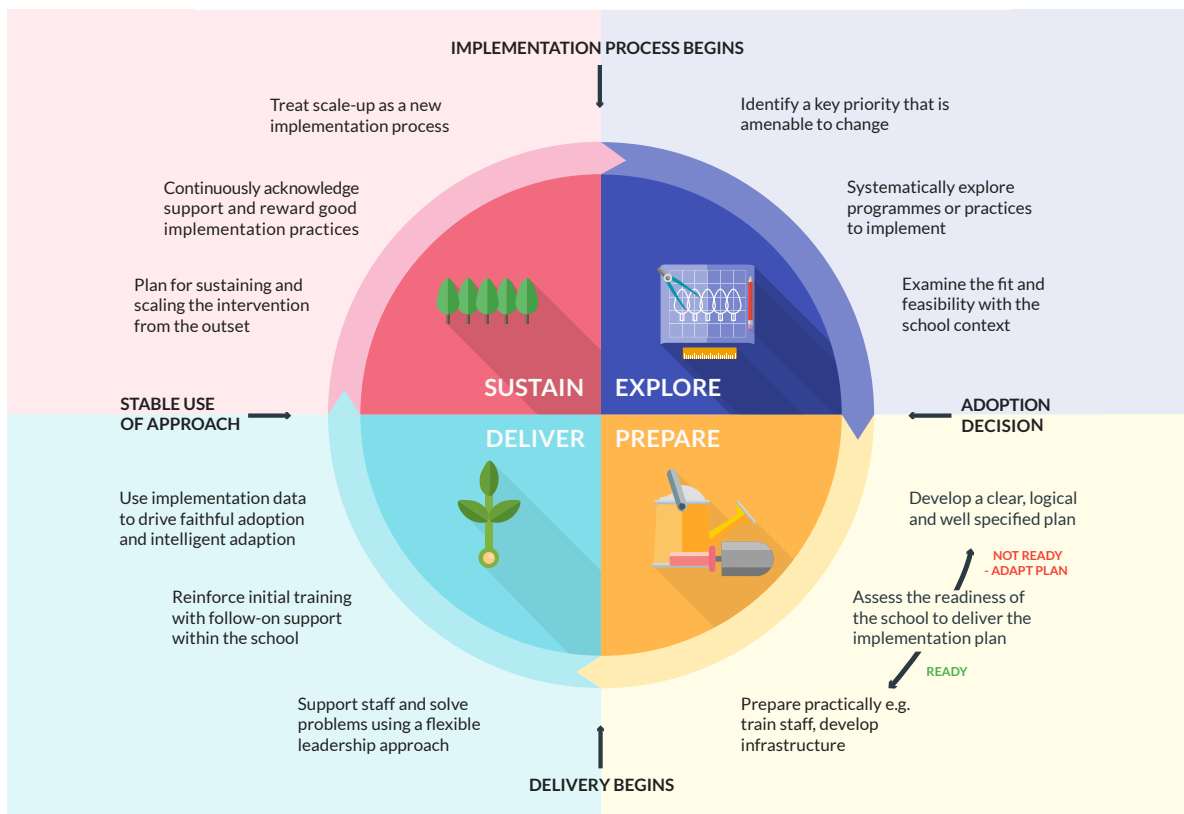 IMPLEMENTATION PROCESS BEGINS
Identify a key priority that is
amenable to change
Systematically explore
programmes or practices
to implement
Examine the fit and
feasibility with the
school context
EXPLORE
ADOPTION
DECISION
PREPARE
Develop a clear, logical
and well specified plan
NOT READY
- ADAPT PLAN
Assess the readiness of
the school to deliver the
implementation plan
READY
Prepare practically e.g.
train staff, develop
infrastructure
DELIVERY BEGINS
DELIVER
Support staff and solve
problems using a flexible
leadership approach
Reinforce initial training
with follow-on support
within the school
Use implementation data
to drive faithful adoption
and intelligent adaption
STABLE USE
OF APPROACH
SUSTAIN
Plan for sustaining and
scaling the intervention
from the outset
Continuously acknowledge
support and reward good
implementation practices
Treat scale-up as a new
implementation process